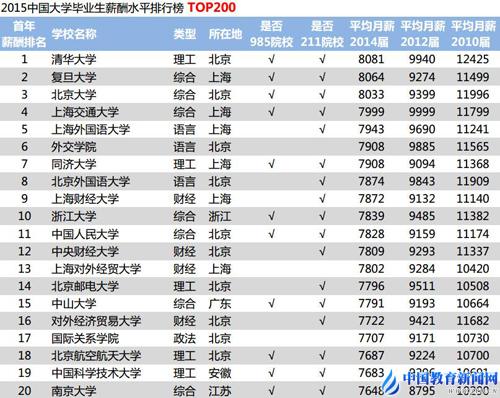 2015中国大学毕业生薪酬水平排行榜 TOP200
首年薪酬排名 学校名称 类型 所在地 是否985院校 是否211院校 平均月薪2014届 平均月薪2012届 平均月薪2010届
1 清华大学 理工 北京 √ √ 8081 9940 12425
2 复旦大学 综合 上海 √ √ 8064 9274 11499
3 北京大学 综合 北京 √ √ 8033 9399 11996
4 上海交通大学 综合 上海 √ √ 7999 9999 11799
5 上海外国语大学 语言 上海 √ 7943 9690 11241
6 外交学院 语言 北京 7908 9885 11565
7 同济大学 理工 上海 √ √ 7908 9094 11368
8 北京外国语大学 语言 北京 √ 7874 9843 11909
9 上海财经大学 财经 上海 √ 7872 9132 11140
10 浙江大学 综合 浙江 √ √ 7839 9485 11382
11 中国人民大学 综合 北京 √ √ 7828 9159 11174
12 中央财经大学 财经 北京 √ 7809 9293 11337
13 上海对外经贸大学 财经 上海 7802 9284 10420
14 北京邮电大学 理工 北京 √ 7796 9511 10508
15 中山大学 综合 广东 √ √ 7791 9193 10664
16 对外经济贸易大学 财经 北京 √ 7722 9421 11682
17 国际关系学院 政法 北京 7707 9171 10730
18 北京航空航天大学 理工 北京 √ √ 7687 9224 10700
19 中国科学技术大学 理工 安徽 √ √ 7683
20 南京大学 综合 江苏 √ √ 7648 8795
中国教育新闻网